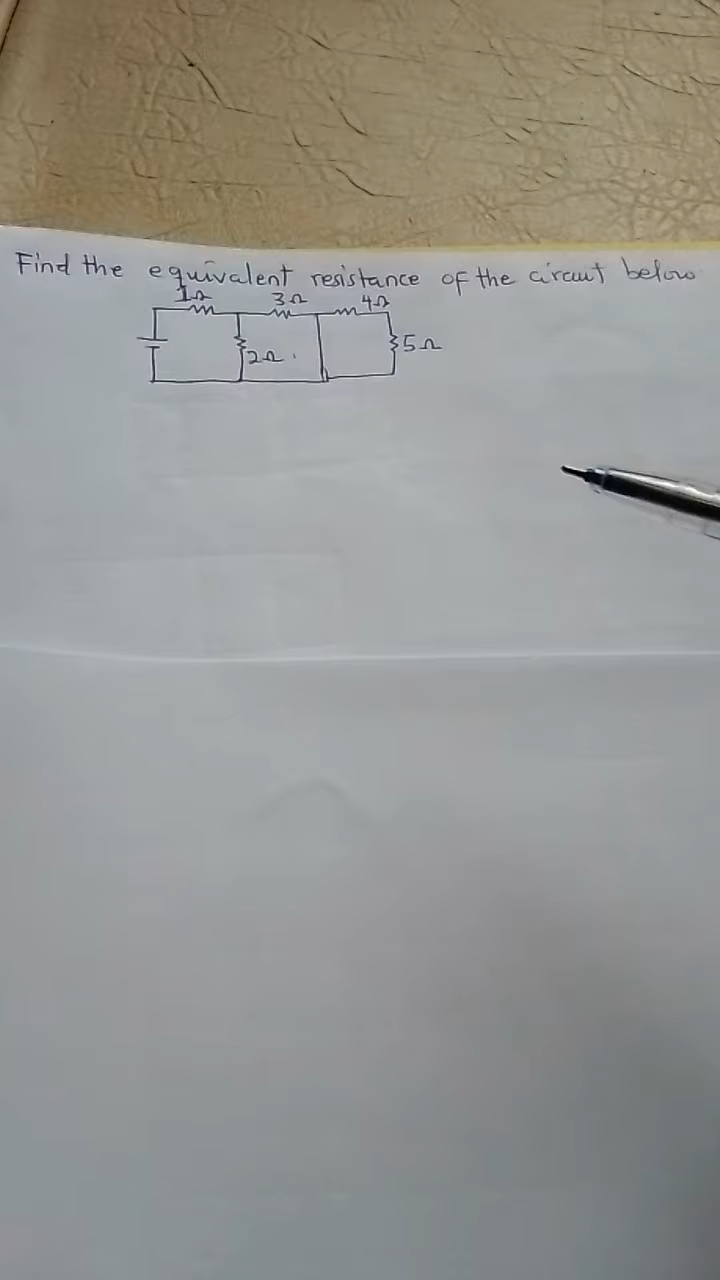 Find the equivalent resistance of the circuit below
1Ω 3Ω 4Ω
2Ω 5Ω